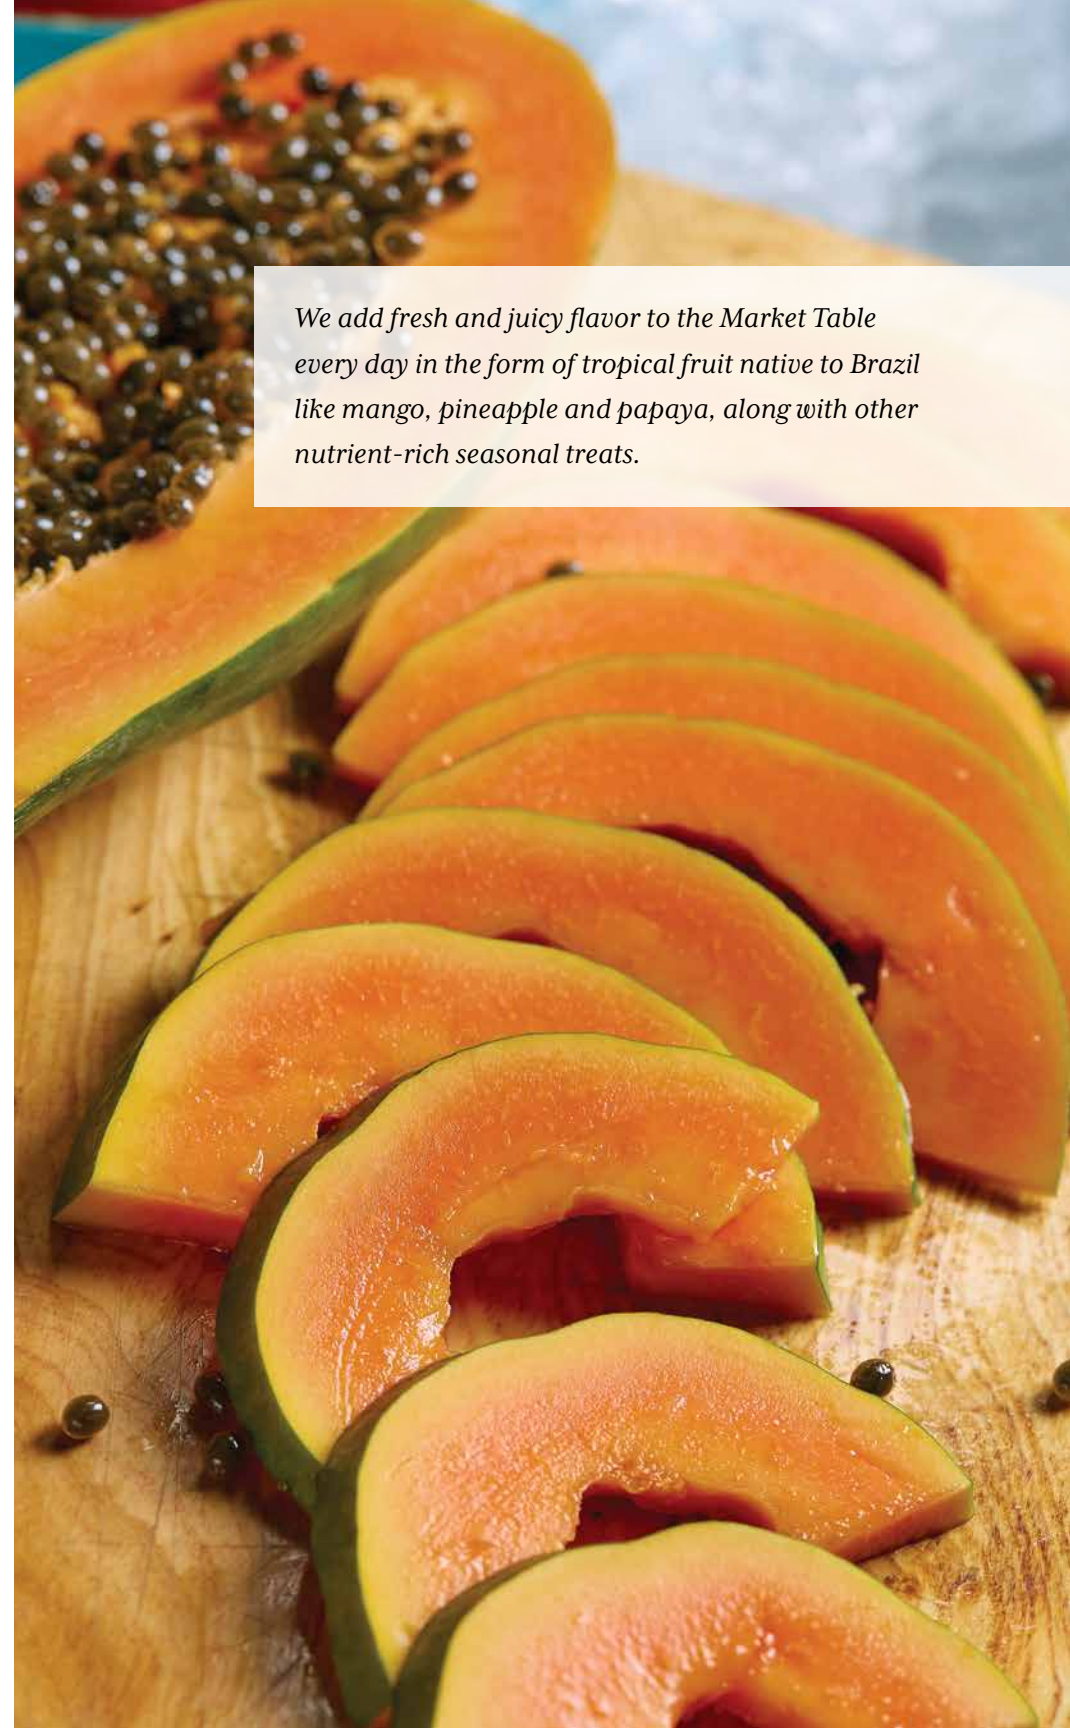 We add fresh and juicy flavor to the Market Table
every day in the form of tropical fruit native to Brazil
like mango, pineapple and papaya, along with other
nutrient-rich seasonal treats.